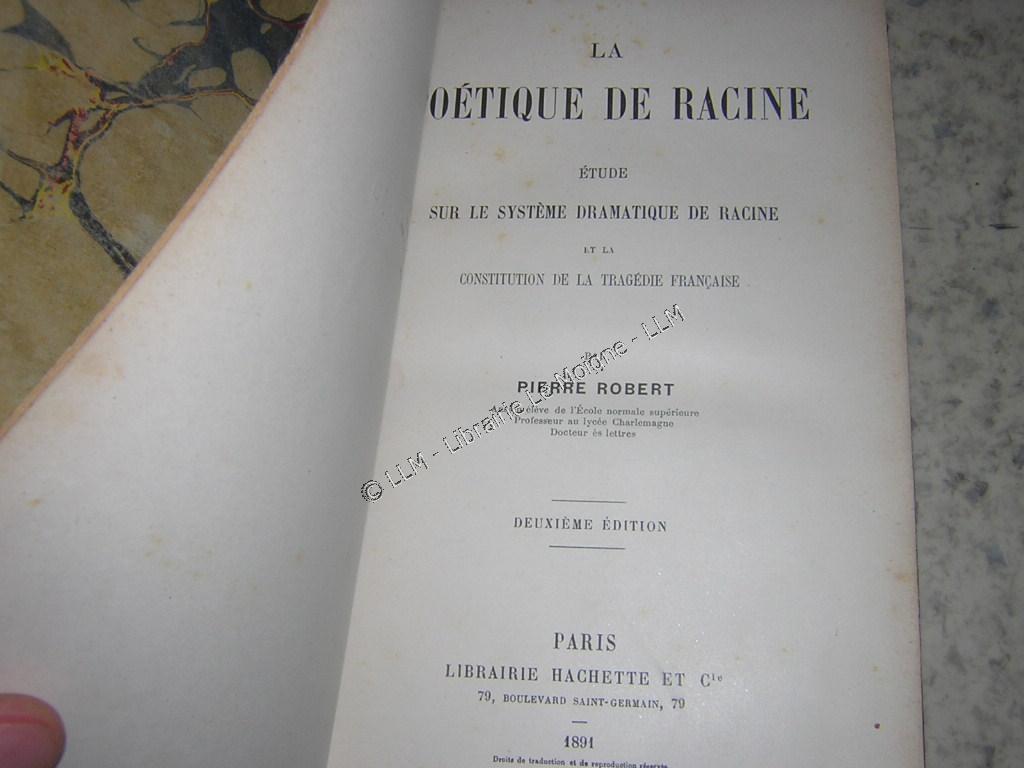 LA
OÉTIQUE DE RACINE
ÉTUDE
SUR LE SYSTÈME DRAMATIQUE DE RACINE
ET LA
CONSTITUTION DE LA TRAGÉDIE FRANÇAISE
PIERRE ROBERT
élève de l'École normale supérieure
Professeur au lycée Charlemagne
Docteur ès lettres
© LLM - Librairie Le Moigne - LLM
DEUXIÈME ÉDITION
PARIS
LIBRAIRIE HACHETTE ET Cie
79, BOULEVARD SAINT-GERMAIN, 79
1891
Droits de traduction et de reproduction réservés